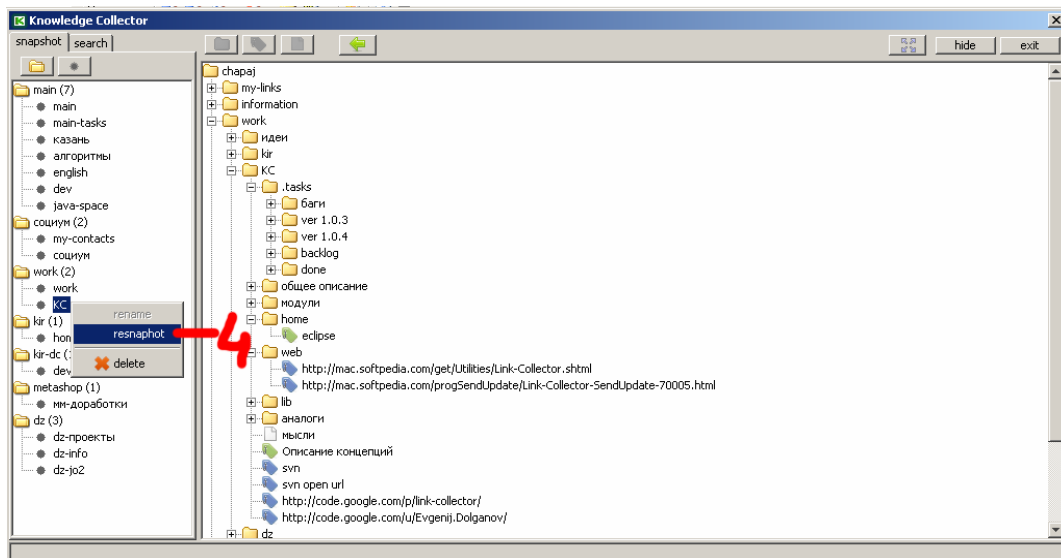 Knowledge Collector
snapshot search
hide exit
main (7)
main
main-tasks
казань
алгоритмы
english
dev
java-space
социум (2)
my-contacts
социум
work (2)
work
KC
kir (1)
kir-dc
metashop (1)
мм-доработки
dz (3)
dz-проекты
dz-info
dz-jo2
rename
resnaphot
delete
4
chapaj
my-links
information
work
идеи
kir
KC
.tasks
баги
ver 1.0.3
ver 1.0.4
backlog
done
общее описание
модули
home
eclipse
web
http://mac.softpedia.com/get/Utilities/Link-Collector.shtml
http://mac.softpedia.com/progSendUpdate/Link-Collector-SendUpdate-70005.html
lib
аналоги
мысли
Описание концепций
svn
svn open url
http://code.google.com/p/link-collector/
http://code.google.com/u/Evgenij.Dolganov/
dz